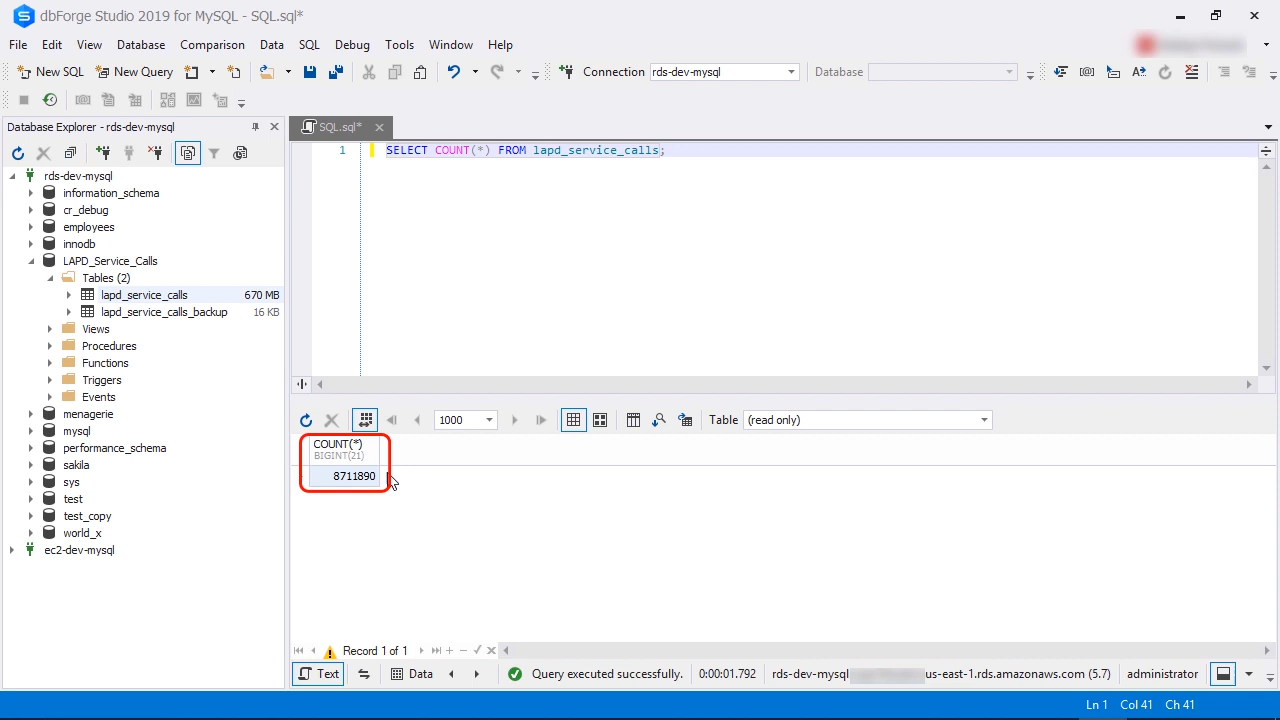 dbForge Studio 2019 for MySQL - SQL.sql*
File Edit View Database Comparison Data SQL Debug Tools Window Help
New SQL New Query Connection rds-dev-mysql Database
Database Explorer - rds-dev-mysql
SQL.sql*
1 SELECT COUNT(*) FROM lapd_service_calls;
rds-dev-mysql
information_schema
cr_debug
employees
innodb
LAPD_Service_Calls
Tables (2)
lapd_service_calls 670 MB
lapd_service_calls_backup 16 KB
Views
Procedures
Functions
Triggers
Events
menagerie
mysql
performance_schema
sakila
sys
test
test_copy
world_x
ec2-dev-mysql
1000 Table (read only)
COUNT(*)
BIGINT(21)
8711890
Record 1 of 1
Text Data Query executed successfully. 0:00:01.792 rds-dev-mysql us-east-1.rds.amazonaws.com (5.7) administrator
Ln 1 Col 41 Ch 41